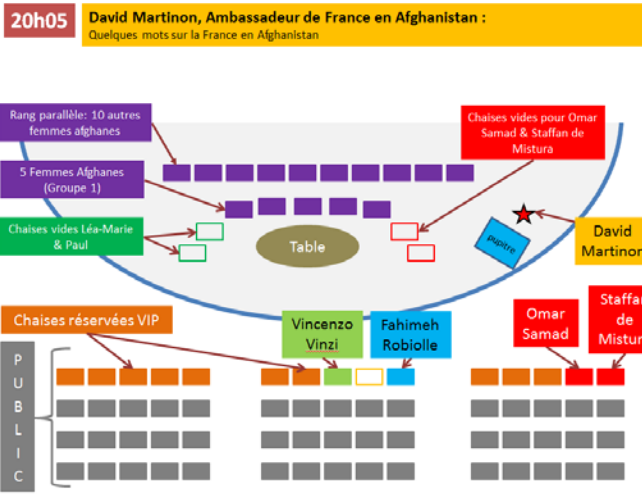 20h05
David Martinon, Ambassadeur de France en Afghanistan :
Quelques mots sur la France en Afghanistan
Rang parallèle: 10 autres
femmes afghanes
Chaises vides pour Omar
Samad & Staffan de
Mistura
5 Femmes Afghanes
(Groupe 1)
Chaises vides Léa-Marie
& Paul
Table
pupitre
David
Martinon
Chaises réservées VIP
Vincenzo
Vinzi
Fahimeh
Robiolle
Omar
Samad
Staffan
de
Mistura
P
U
B
L
I
C